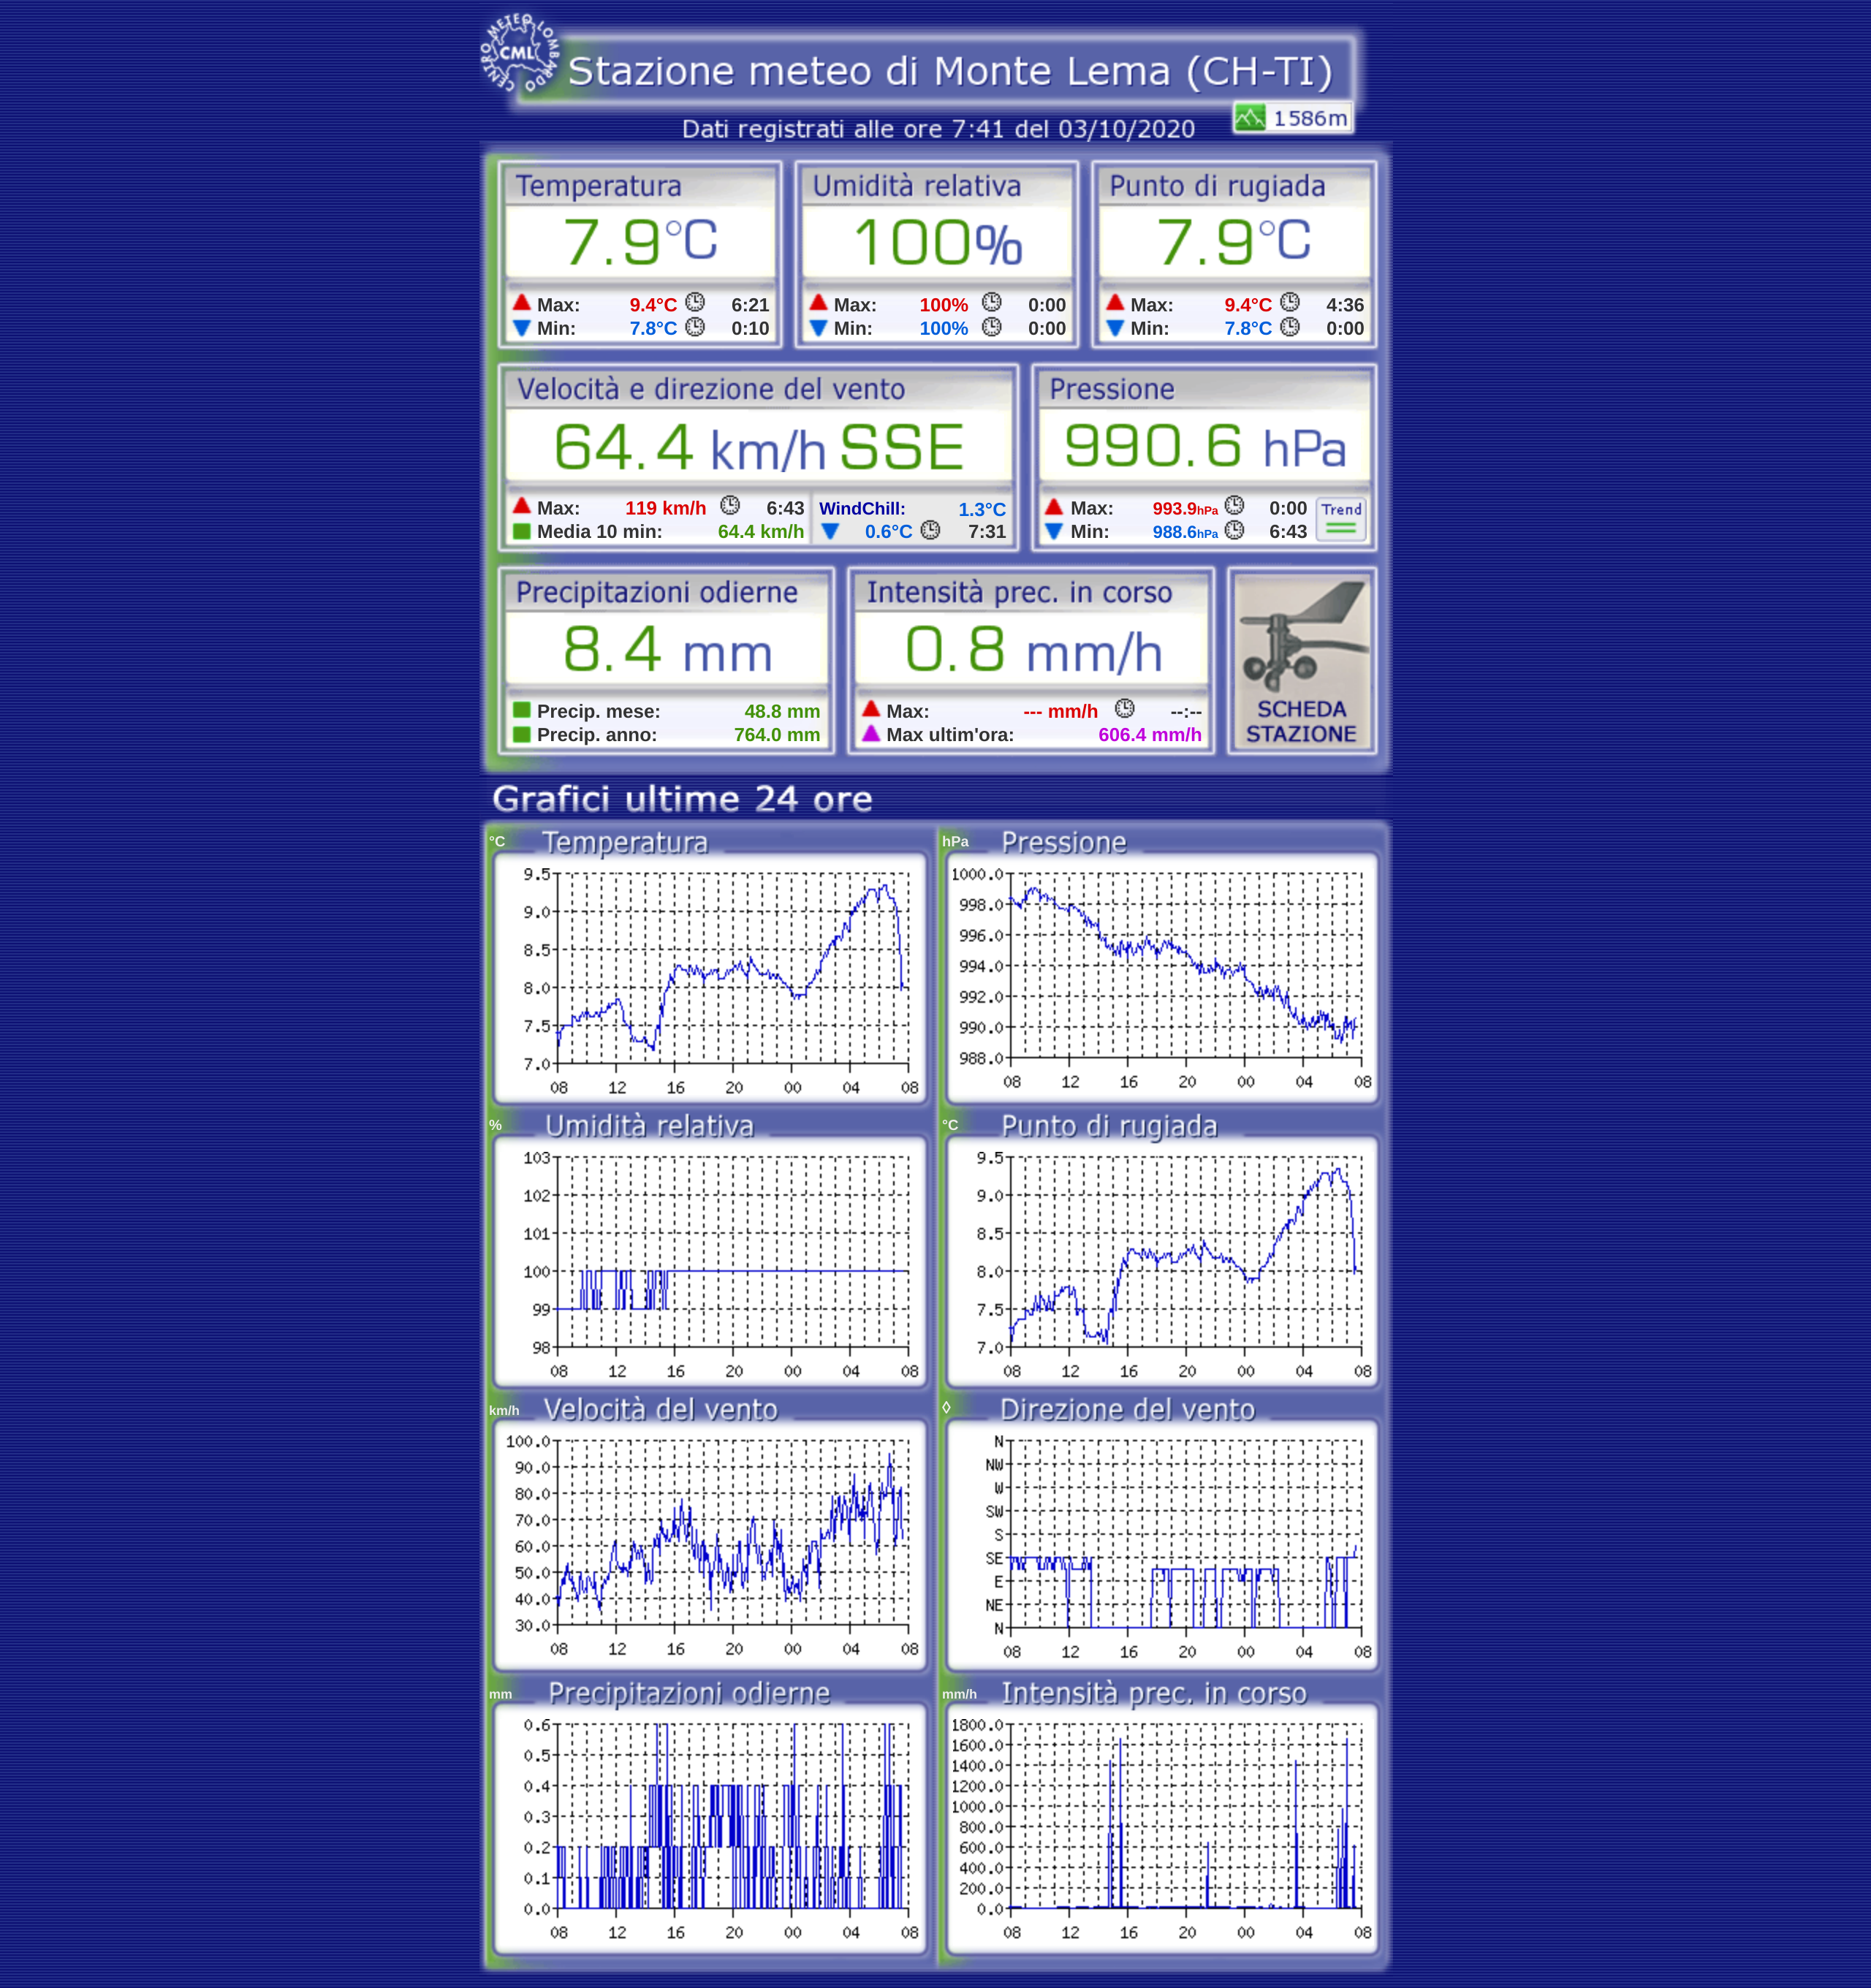 CENTRO METEO LOMBARDO
CML
Stazione meteo di Monte Lema (CH-TI)
1586m
Dati registrati alle ore 7:41 del 03/10/2020
Temperatura Umidità relativa Punto di rugiada
7.9°C 100% 7.9°C
Max: 9.4°C 6:21 Max: 100% 0:00 Max: 9.4°C 4:36
Min: 7.8°C 0:10 Min: 100% 0:00 Min: 7.8°C 0:00
Velocità e direzione del vento Pressione
64.4 km/h SSE 990.6 hPa
Max: 119 km/h 6:43 WindChill: 1.3°C Max: 993.9hPa 0:00 Trend
Media 10 min: 64.4 km/h 0.6°C 7:31 Min: 988.6hPa 6:43
Precipitazioni odierne Intensità prec. in corso
8.4 mm 0.8 mm/h
Precip. mese: 48.8 mm Max: --- mm/h --:-- SCHEDA
Precip. anno: 764.0 mm Max ultim'ora: 606.4 mm/h STAZIONE
Grafici ultime 24 ore
°C Temperatura
9.5
9.0
8.5
8.0
7.5
7.0
08 12 16 20 00 04 08
hPa Pressione
1000.0
998.0
996.0
994.0
992.0
990.0
988.0
08 12 16 20 00 04 08
% Umidità relativa
103
102
101
100
99
98
08 12 16 20 00 04 08
°C Punto di rugiada
9.5
9.0
8.5
8.0
7.5
7.0
08 12 16 20 00 04 08
km/h Velocità del vento
100.0
90.0
80.0
70.0
60.0
50.0
40.0
30.0
08 12 16 20 00 04 08
◊ Direzione del vento
N
NW
W
SW
S
SE
E
NE
N
08 12 16 20 00 04 08
mm Precipitazioni odierne
0.6
0.5
0.4
0.3
0.2
0.1
0.0
08 12 16 20 00 04 08
mm/h Intensità prec. in corso
1800.0
1600.0
1400.0
1200.0
1000.0
800.0
600.0
400.0
200.0
0.0
08 12 16 20 00 04 08